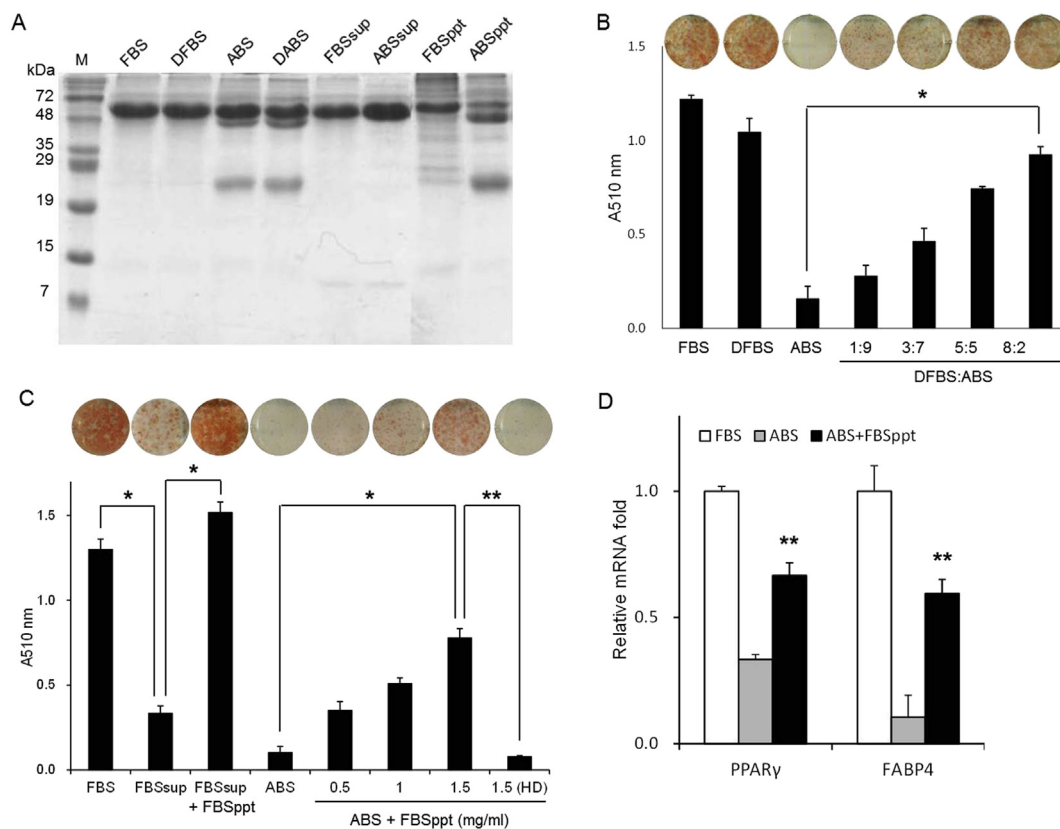 A
M
FBS
DFBS
ABS
DABS
FBSsup
ABSsup
FBSppt
ABSppt
kDa
72
48
35
29
19
15
7
B
1.5
1.0
0.5
0.0
A510 nm
*
FBS
DFBS
ABS
1:9
3:7
5:5
8:2
DFBS:ABS
C
1.5
1.0
0.5
0.0
A510 nm
*
*
*
**
FBS
FBSsup
FBSsup
+ FBSppt
ABS
0.5
1
1.5
1.5 (HD)
ABS + FBSppt (mg/ml)
D
FBS
ABS
ABS+FBSppt
1.0
0.5
0.0
Relative mRNA fold
**
**
PPARγ
FABP4